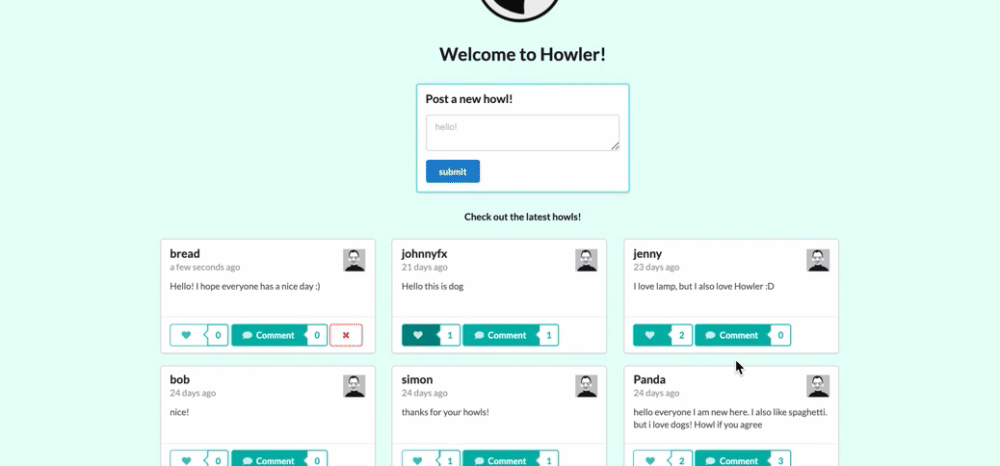 Welcome to Howler!
Post a new howl!
hello!
submit
Check out the latest howls!
bread
a few seconds ago
Hello! I hope everyone has a nice day :)
0
Comment
0
johnnyfx
21 days ago
Hello this is dog
1
Comment
1
jenny
23 days ago
I love lamp, but I also love Howler :D
2
Comment
0
bob
24 days ago
nice!
0
Comment
0
simon
24 days ago
thanks for your howls!
1
Comment
1
Panda
24 days ago
hello everyone I am new here. I also like spaghetti.
but i love dogs! Howl if you agree
2
Comment
3